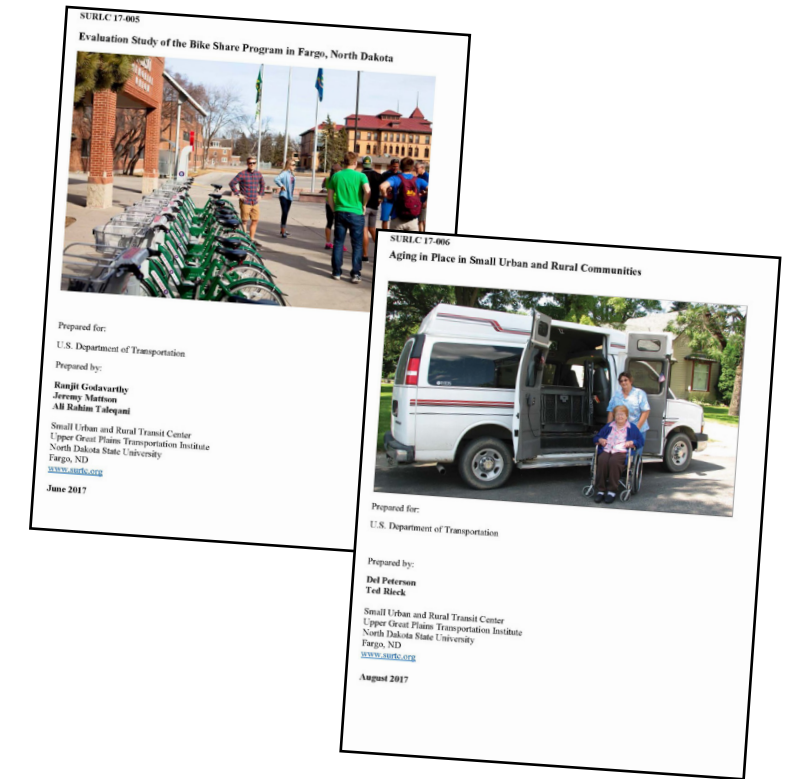 SURLC 17-005
Evaluation Study of the Bike Share Program in Fargo, North Dakota
Prepared for:
U.S. Department of Transportation
Prepared by:
Ranjit Godavarthy
Jeremy Mattson
Ali Rahim Taleqani
Small Urban and Rural Transit Center
Upper Great Plains Transportation Institute
North Dakota State University
Fargo, ND
www.surtc.org
June 2017
SURLC 17-006
Aging in Place in Small Urban and Rural Communities
Prepared for:
U.S. Department of Transportation
Prepared by:
Del Peterson
Ted Rieck
Small Urban and Rural Transit Center
Upper Great Plains Transportation Institute
North Dakota State University
Fargo, ND
www.surtc.org
August 2017